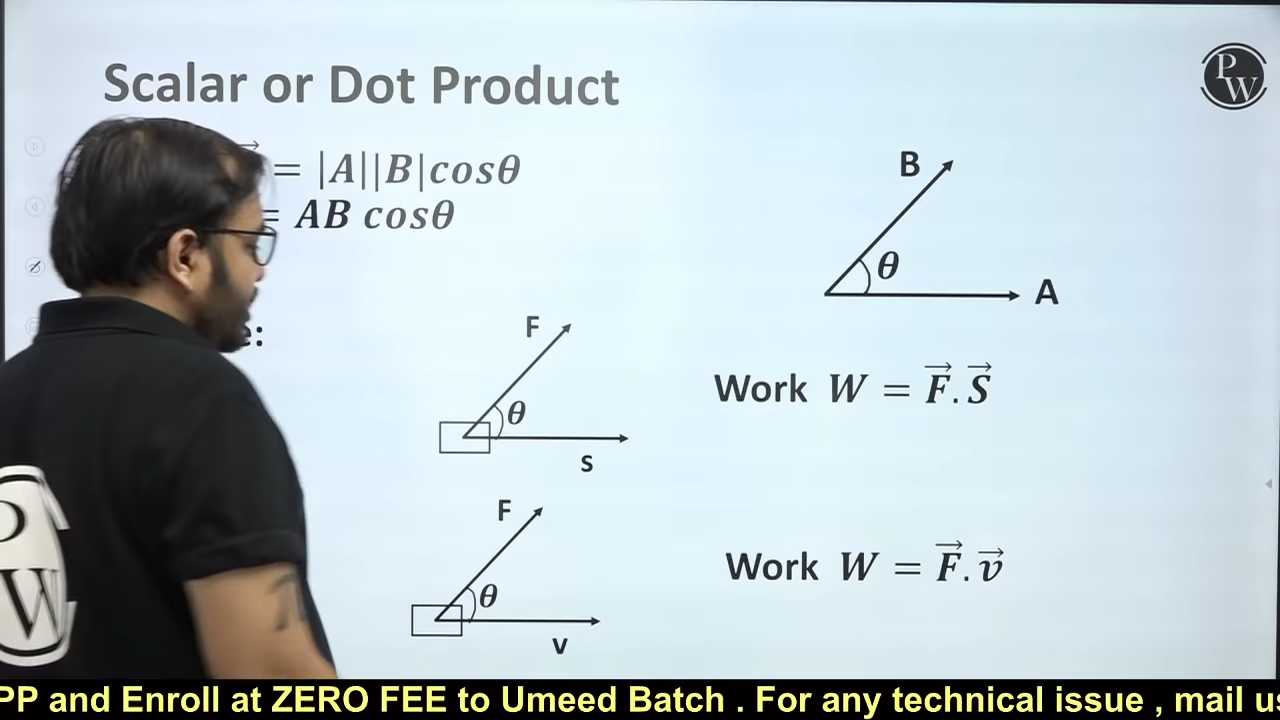 Scalar or Dot Product
P
W
= |A||B|cosθ
= AB cosθ
B
θ
A
e:
F
θ
S
Work W = F⃗.S⃗
F
θ
v
Work W = F⃗.v⃗
P
W
PP and Enroll at ZERO FEE to Umeed Batch . For any technical issue , mail us